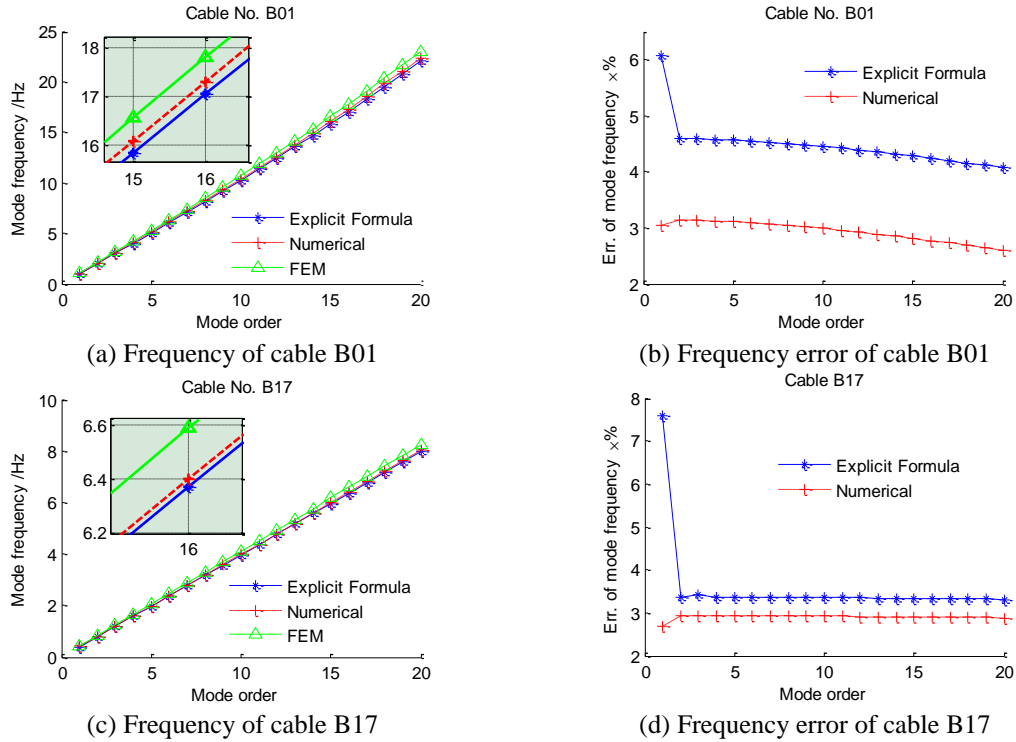 Cable No. B01
Mode frequency /Hz
25
20
15
10
5
0
18
17
16
15 16
Explicit Formula
Numerical
FEM
0 5 10 15 20
Mode order
(a) Frequency of cable B01
Cable No. B01
Err. of mode frequency ×%
7
6
5
4
3
2
Explicit Formula
Numerical
0 5 10 15 20
Mode order
(b) Frequency error of cable B01
Cable No. B17
Mode frequency /Hz
10
8
6
4
2
0
6.6
6.4
6.2
16
Explicit Formula
Numerical
FEM
0 5 10 15 20
Mode order
(c) Frequency of cable B17
Cable B17
Err. of mode frequency ×%
8
7
6
5
4
3
2
Explicit Formula
Numerical
0 5 10 15 20
Mode order
(d) Frequency error of cable B17